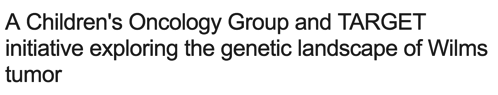 A Children's Oncology Group and TARGET
initiative exploring the genetic landscape of Wilms
tumor